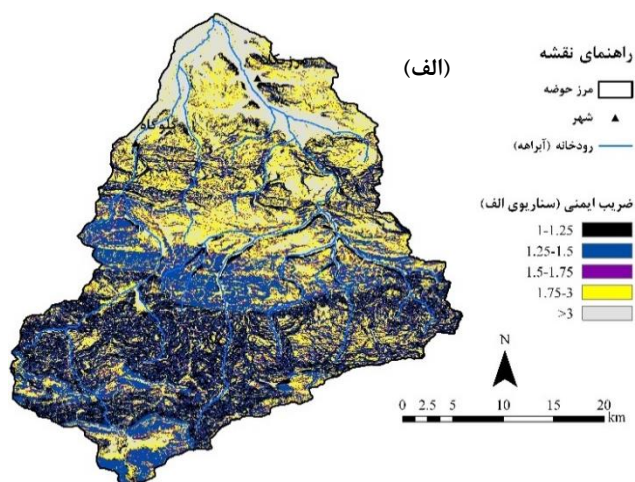 (الف)
راهنمای نقشه
مرز حوضه
شهر
رودخانه (آبراهه)
ضریب ایمنی (سناریوی الف)
1-1.25
1.25-1.5
1.5-1.75
1.75-3
>3
N
0 2.5 5 10 15 20
km